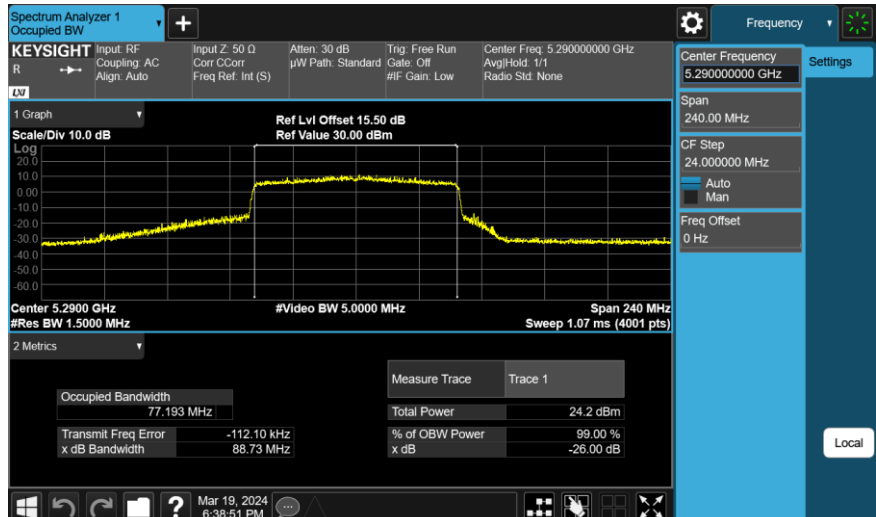 Spectrum Analyzer 1
Occupied BW
+
Frequency
KEYSIGHT
R
LXI
Input: RF
Coupling: AC
Align: Auto
Input Z: 50 Ω
Corr CCorr
Freq Ref: Int (S)
Atten: 30 dB
µW Path: Standard
Trig: Free Run
Gate: Off
#IF Gain: Low
Center Freq: 5.290000000 GHz
Avg|Hold: 1/1
Radio Std: None
Center Frequency
5.290000000 GHz
Settings
Span
240.00 MHz
CF Step
24.000000 MHz
Auto
Man
Freq Offset
0 Hz
1 Graph
Scale/Div 10.0 dB
Ref Lvl Offset 15.50 dB
Ref Value 30.00 dBm
Log
20.0
10.0
0.00
-10.0
-20.0
-30.0
-40.0
-50.0
-60.0
Center 5.2900 GHz
#Video BW 5.0000 MHz
Span 240 MHz
#Res BW 1.5000 MHz
Sweep 1.07 ms (4001 pts)
2 Metrics
Measure Trace
Trace 1
Occupied Bandwidth
77.193 MHz
Total Power
24.2 dBm
Transmit Freq Error
-112.10 kHz
% of OBW Power
99.00 %
x dB Bandwidth
88.73 MHz
x dB
-26.00 dB
Local
?
Mar 19, 2024
6:38:51 PM